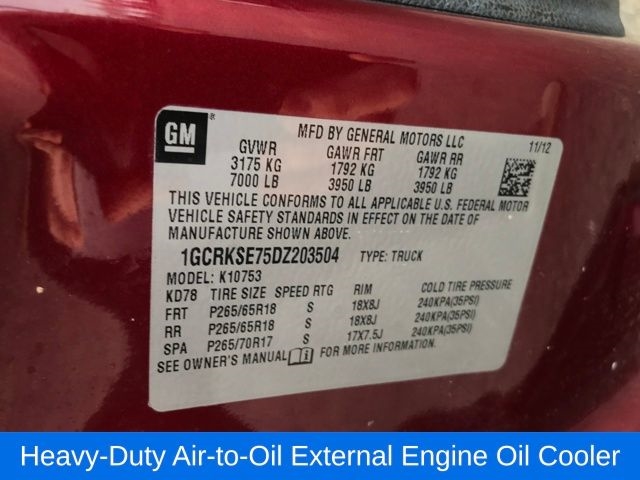 GM ®
MFD BY GENERAL MOTORS LLC
GVWR GAWR FRT GAWR RR 11/12
3175 KG 1792 KG 1792 KG
7000 LB 3950 LB 3950 LB
THIS VEHICLE CONFORMS TO ALL APPLICABLE U.S. FEDERAL MOTOR
VEHICLE SAFETY STANDARDS IN EFFECT ON THE DATE OF
MANUFACTURE SHOWN ABOVE.
1GCRKSE75DZ203504 TYPE: TRUCK
MODEL: K10753
KD78 TIRE SIZE SPEED RTG RIM COLD TIRE PRESSURE
FRT P265/65R18 S 18X8J 240KPA(35PSI)
RR P265/65R18 S 18X8J 240KPA(35PSI)
SPA P265/70R17 S 17X7.5J 240KPA(35PSI)
SEE OWNER'S MANUAL i FOR MORE INFORMATION.
Heavy-Duty Air-to-Oil External Engine Oil Cooler